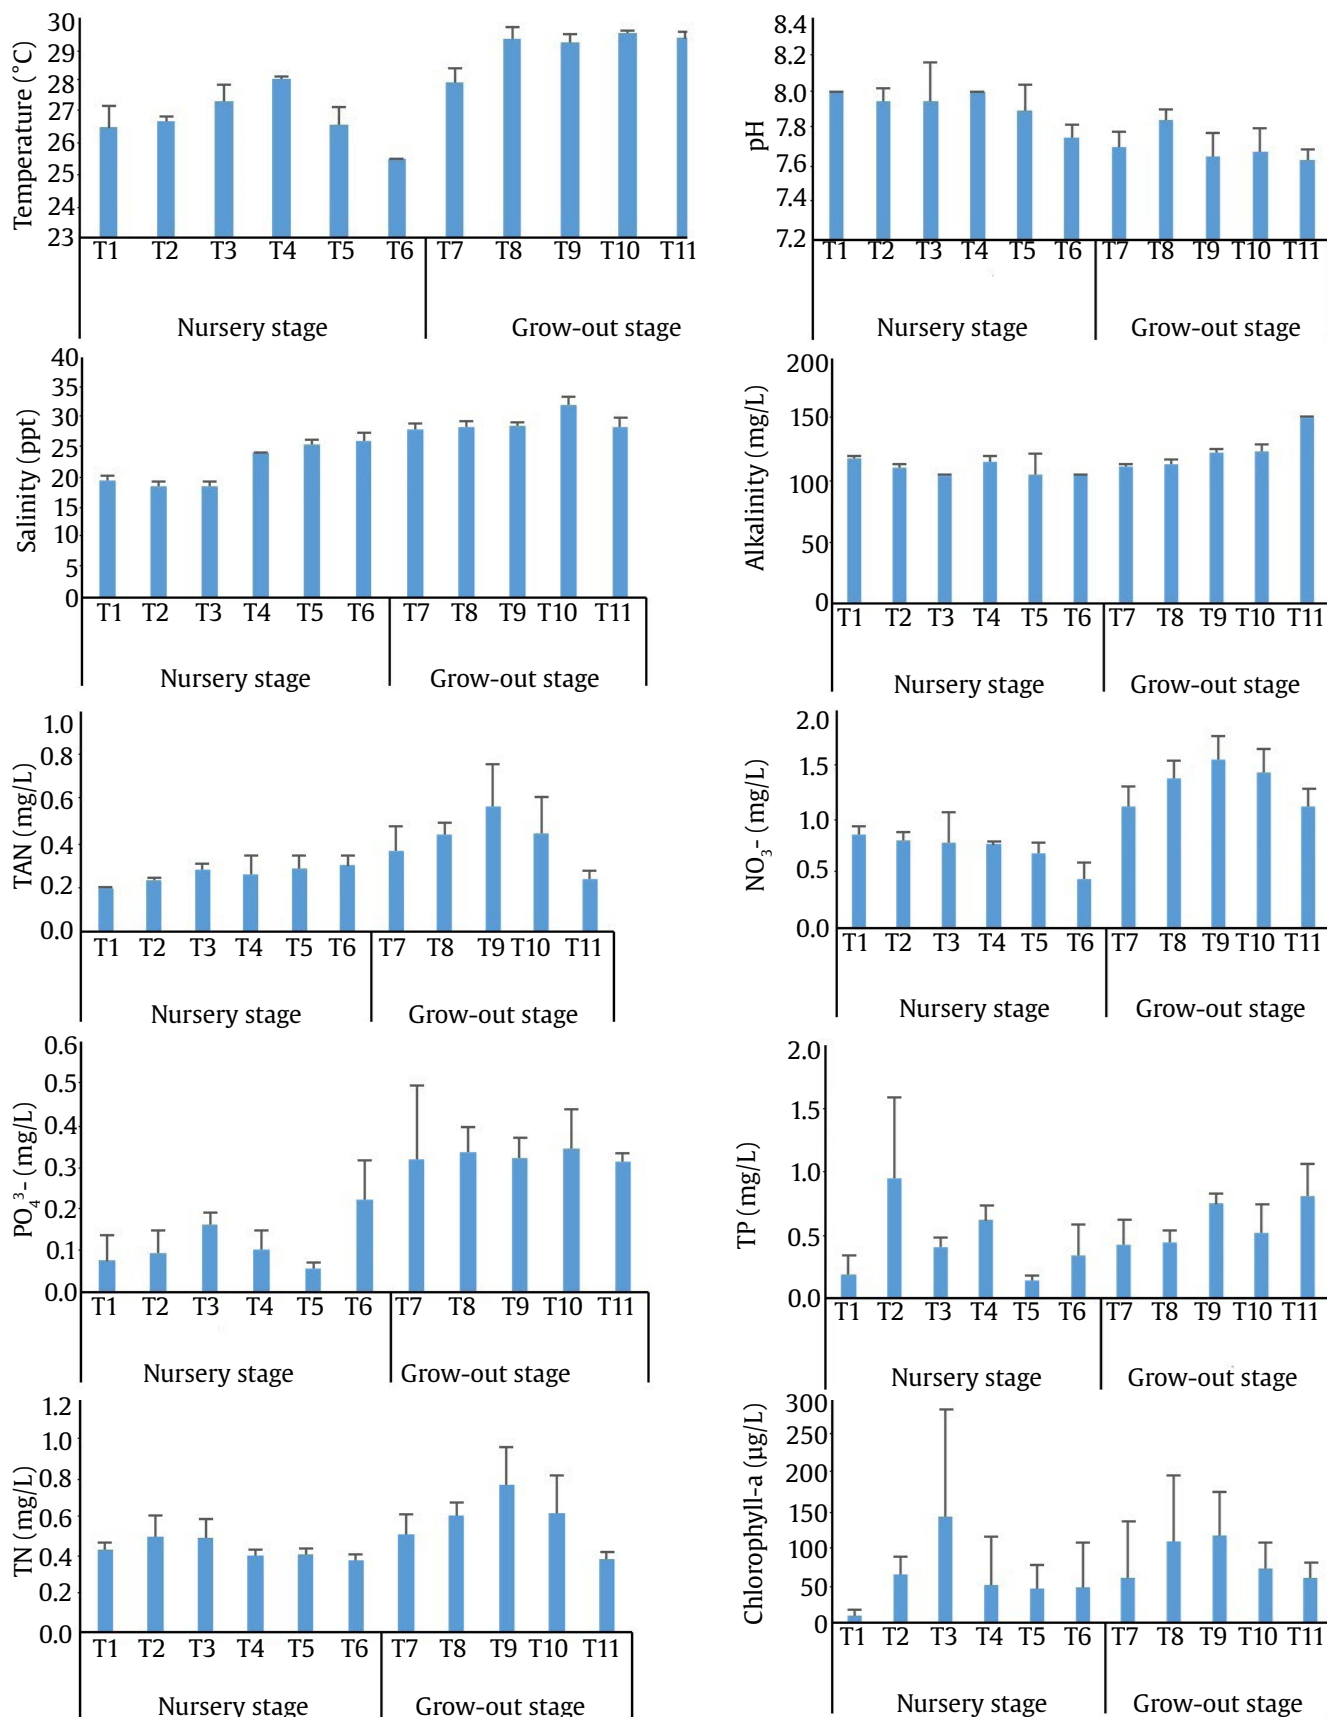 Temperature (°C)
30
29
28
27
26
25
24
23
T1 T2 T3 T4 T5 T6 T7 T8 T9 T10 T11
Nursery stage Grow-out stage
pH
8.4
8.2
8.0
7.8
7.6
7.4
7.2
T1 T2 T3 T4 T5 T6 T7 T8 T9 T10 T11
Nursery stage Grow-out stage
Salinity (ppt)
40
35
30
25
20
15
10
5
0
T1 T2 T3 T4 T5 T6 T7 T8 T9 T10 T11
Nursery stage Grow-out stage
Alkalinity (mg/L)
200
150
100
50
0
T1 T2 T3 T4 T5 T6 T7 T8 T9 T10 T11
Nursery stage Grow-out stage
TAN (mg/L)
1.0
0.8
0.6
0.4
0.2
0.0
T1 T2 T3 T4 T5 T6 T7 T8 T9 T10 T11
Nursery stage Grow-out stage
NO₃- (mg/L)
2.0
1.5
1.0
0.5
0.0
T1 T2 T3 T4 T5 T6 T7 T8 T9 T10 T11
Nursery stage Grow-out stage
PO₄³- (mg/L)
0.6
0.5
0.4
0.3
0.2
0.1
0.0
T1 T2 T3 T4 T5 T6 T7 T8 T9 T10 T11
Nursery stage Grow-out stage
TP (mg/L)
2.0
1.5
1.0
0.5
0.0
T1 T2 T3 T4 T5 T6 T7 T8 T9 T10 T11
Nursery stage Grow-out stage
TN (mg/L)
1.2
1.0
0.8
0.6
0.4
0.2
0.0
T1 T2 T3 T4 T5 T6 T7 T8 T9 T10 T11
Nursery stage Grow-out stage
Chlorophyll-a (µg/L)
300
250
200
150
100
50
0
T1 T2 T3 T4 T5 T6 T7 T8 T9 T10 T11
Nursery stage Grow-out stage